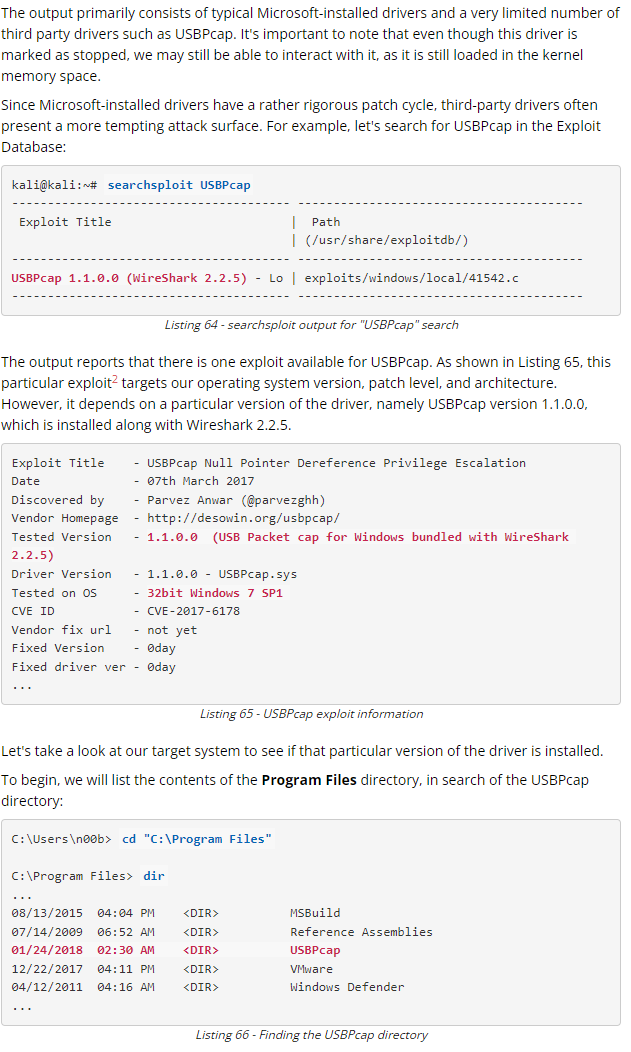 The output primarily consists of typical Microsoft-installed drivers and a very limited number of
third party drivers such as USBPcap. It's important to note that even though this driver is
marked as stopped, we may still be able to interact with it, as it is still loaded in the kernel
memory space.
Since Microsoft-installed drivers have a rather rigorous patch cycle, third-party drivers often
present a more tempting attack surface. For example, let's search for USBPcap in the Exploit
Database:
kali@kali:~# searchsploit USBPcap
--------------------------------------- ----------------------------------------
Exploit Title | Path
| (/usr/share/exploitdb/)
--------------------------------------- ----------------------------------------
USBPcap 1.1.0.0 (WireShark 2.2.5) - Lo | exploits/windows/local/41542.c
--------------------------------------- ----------------------------------------
Listing 64 - searchsploit output for "USBPcap" search
The output reports that there is one exploit available for USBPcap. As shown in Listing 65, this
particular exploit2 targets our operating system version, patch level, and architecture.
However, it depends on a particular version of the driver, namely USBPcap version 1.1.0.0,
which is installed along with Wireshark 2.2.5.
Exploit Title - USBPcap Null Pointer Dereference Privilege Escalation
Date - 07th March 2017
Discovered by - Parvez Anwar (@parvezghh)
Vendor Homepage - http://desowin.org/usbpcap/
Tested Version - 1.1.0.0 (USB Packet cap for Windows bundled with WireShark
2.2.5)
Driver Version - 1.1.0.0 - USBPcap.sys
Tested on OS - 32bit Windows 7 SP1
CVE ID - CVE-2017-6178
Vendor fix url - not yet
Fixed Version - 0day
Fixed driver ver - 0day
...
Listing 65 - USBPcap exploit information
Let's take a look at our target system to see if that particular version of the driver is installed.
To begin, we will list the contents of the Program Files directory, in search of the USBPcap
directory:
C:\Users\n00b> cd "C:\Program Files"
C:\Program Files> dir
...
08/13/2015 04:04 PM <DIR> MSBuild
07/14/2009 06:52 AM <DIR> Reference Assemblies
01/24/2018 02:30 AM <DIR> USBPcap
12/22/2017 04:11 PM <DIR> VMware
04/12/2011 04:16 AM <DIR> Windows Defender
...
Listing 66 - Finding the USBPcap directory